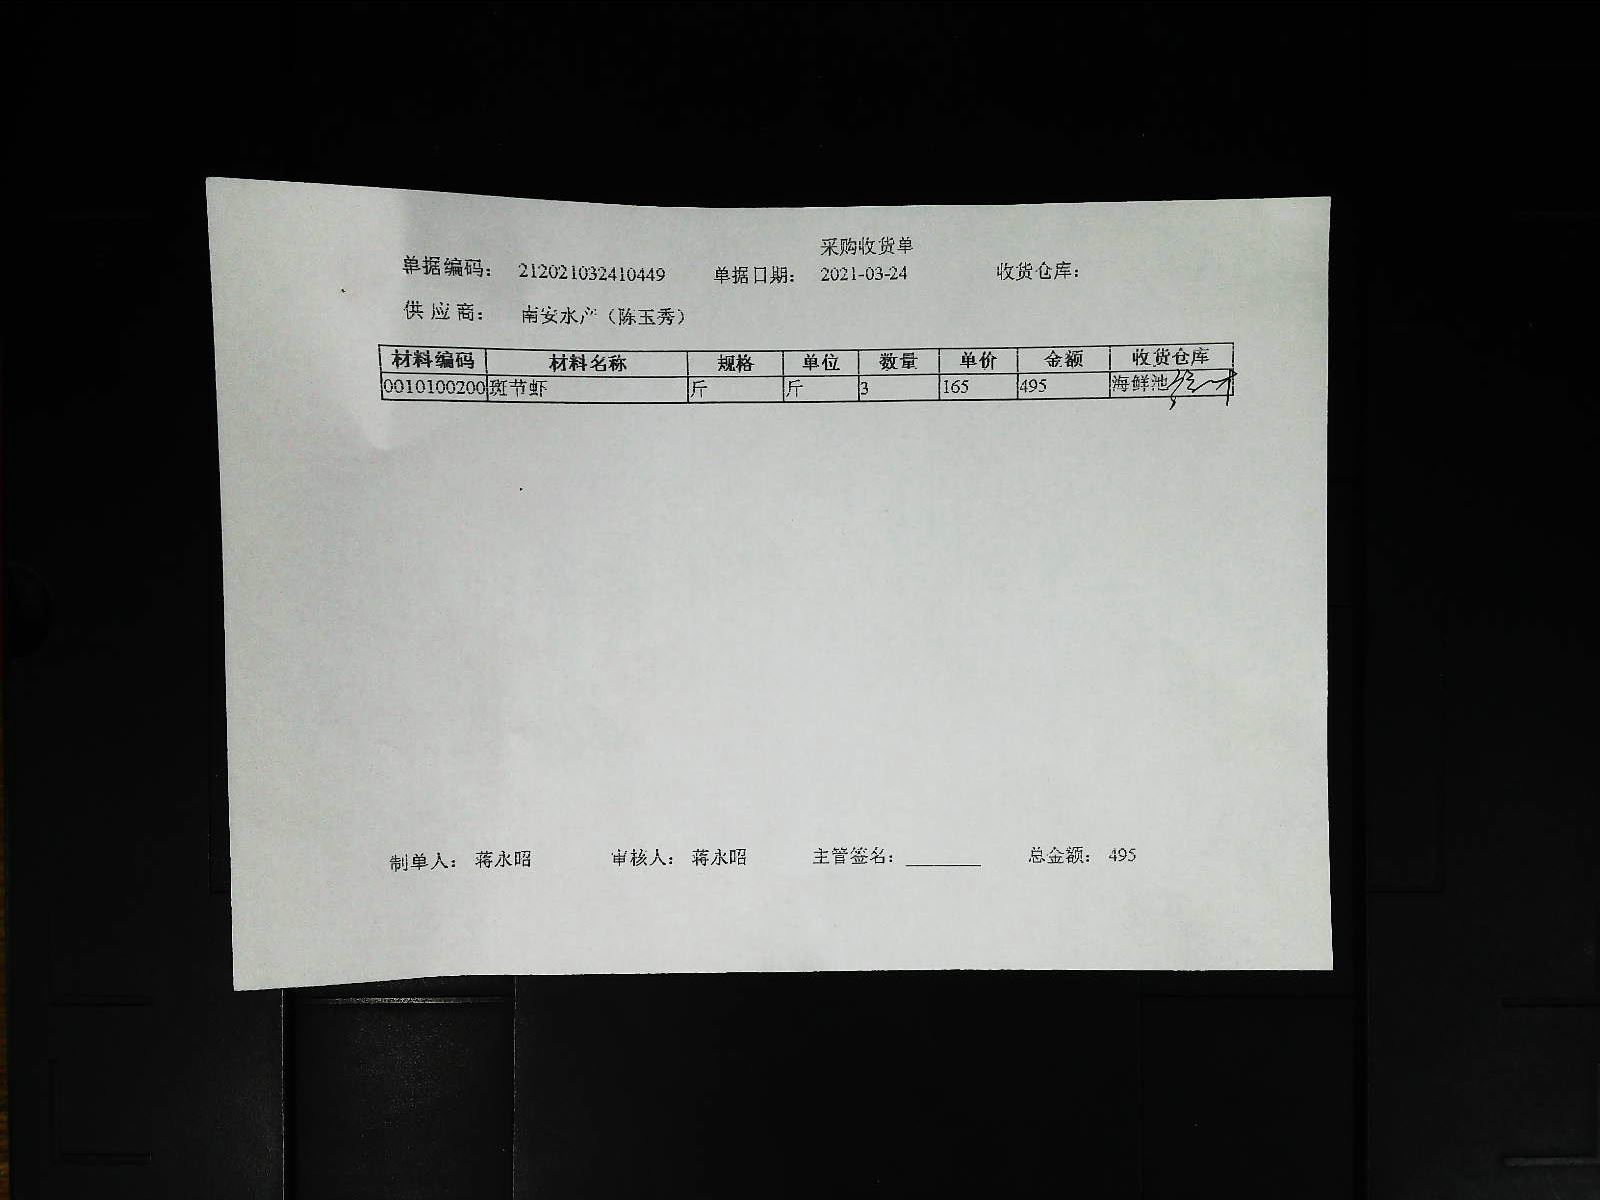 采购收货单
单据编码： 212021032410449 单据日期： 2021-03-24 收货仓库：
供 应 商： 南安水产（陈玉秀）
材料编码 材料名称 规格 单位 数量 单价 金额 收货仓库
0010100200 斑节虾 斤 斤 3 165 495 海鲜池
制单人： 蒋永昭 审核人： 蒋永昭 主管签名：________ 总金额： 495